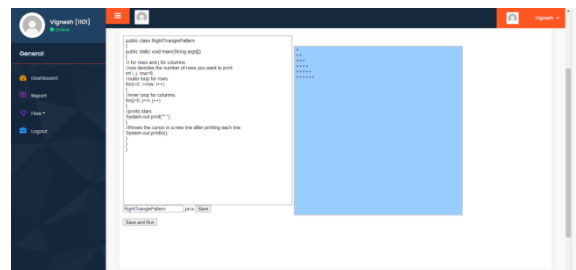 Vignesh [1101]
Online
Vignesh
General
Dashboard
Report
Files
Logout
public class RightTrianglePattern
{
public static void main(String args[])
{
//i for rows and j for columns
//row denotes the number of rows you want to print
int i, j, row=6;
//outer loop for rows
for(i=0; i<row; i++)
{
//inner loop for columns
for(j=0; j<=i; j++)
{
//prints stars
System.out.print("* ");
}
//throws the cursor in a new line after printing each line
System.out.println();
}
}
}
*
* *
* * *
* * * *
* * * * *
* * * * * *
RightTrianglePattern .java Save
Save and Run